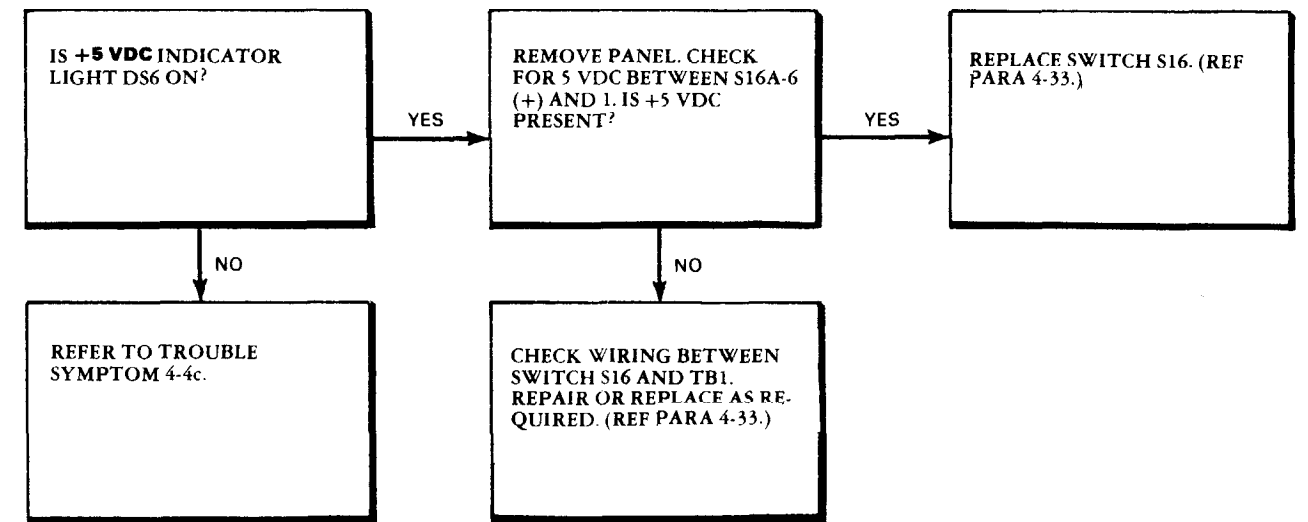 IS +5 VDC INDICATOR
LIGHT DS6 ON?
YES
REMOVE PANEL. CHECK
FOR 5 VDC BETWEEN S16A-6
(+) AND 1. IS +5 VDC
PRESENT?
YES
REPLACE SWITCH S16. (REF
PARA 4-33.)
NO
NO
REFER TO TROUBLE
SYMPTOM 4-4c.
CHECK WIRING BETWEEN
SWITCH S16 AND TB1.
REPAIR OR REPLACE AS RE-
QUIRED. (REF PARA 4-33.)